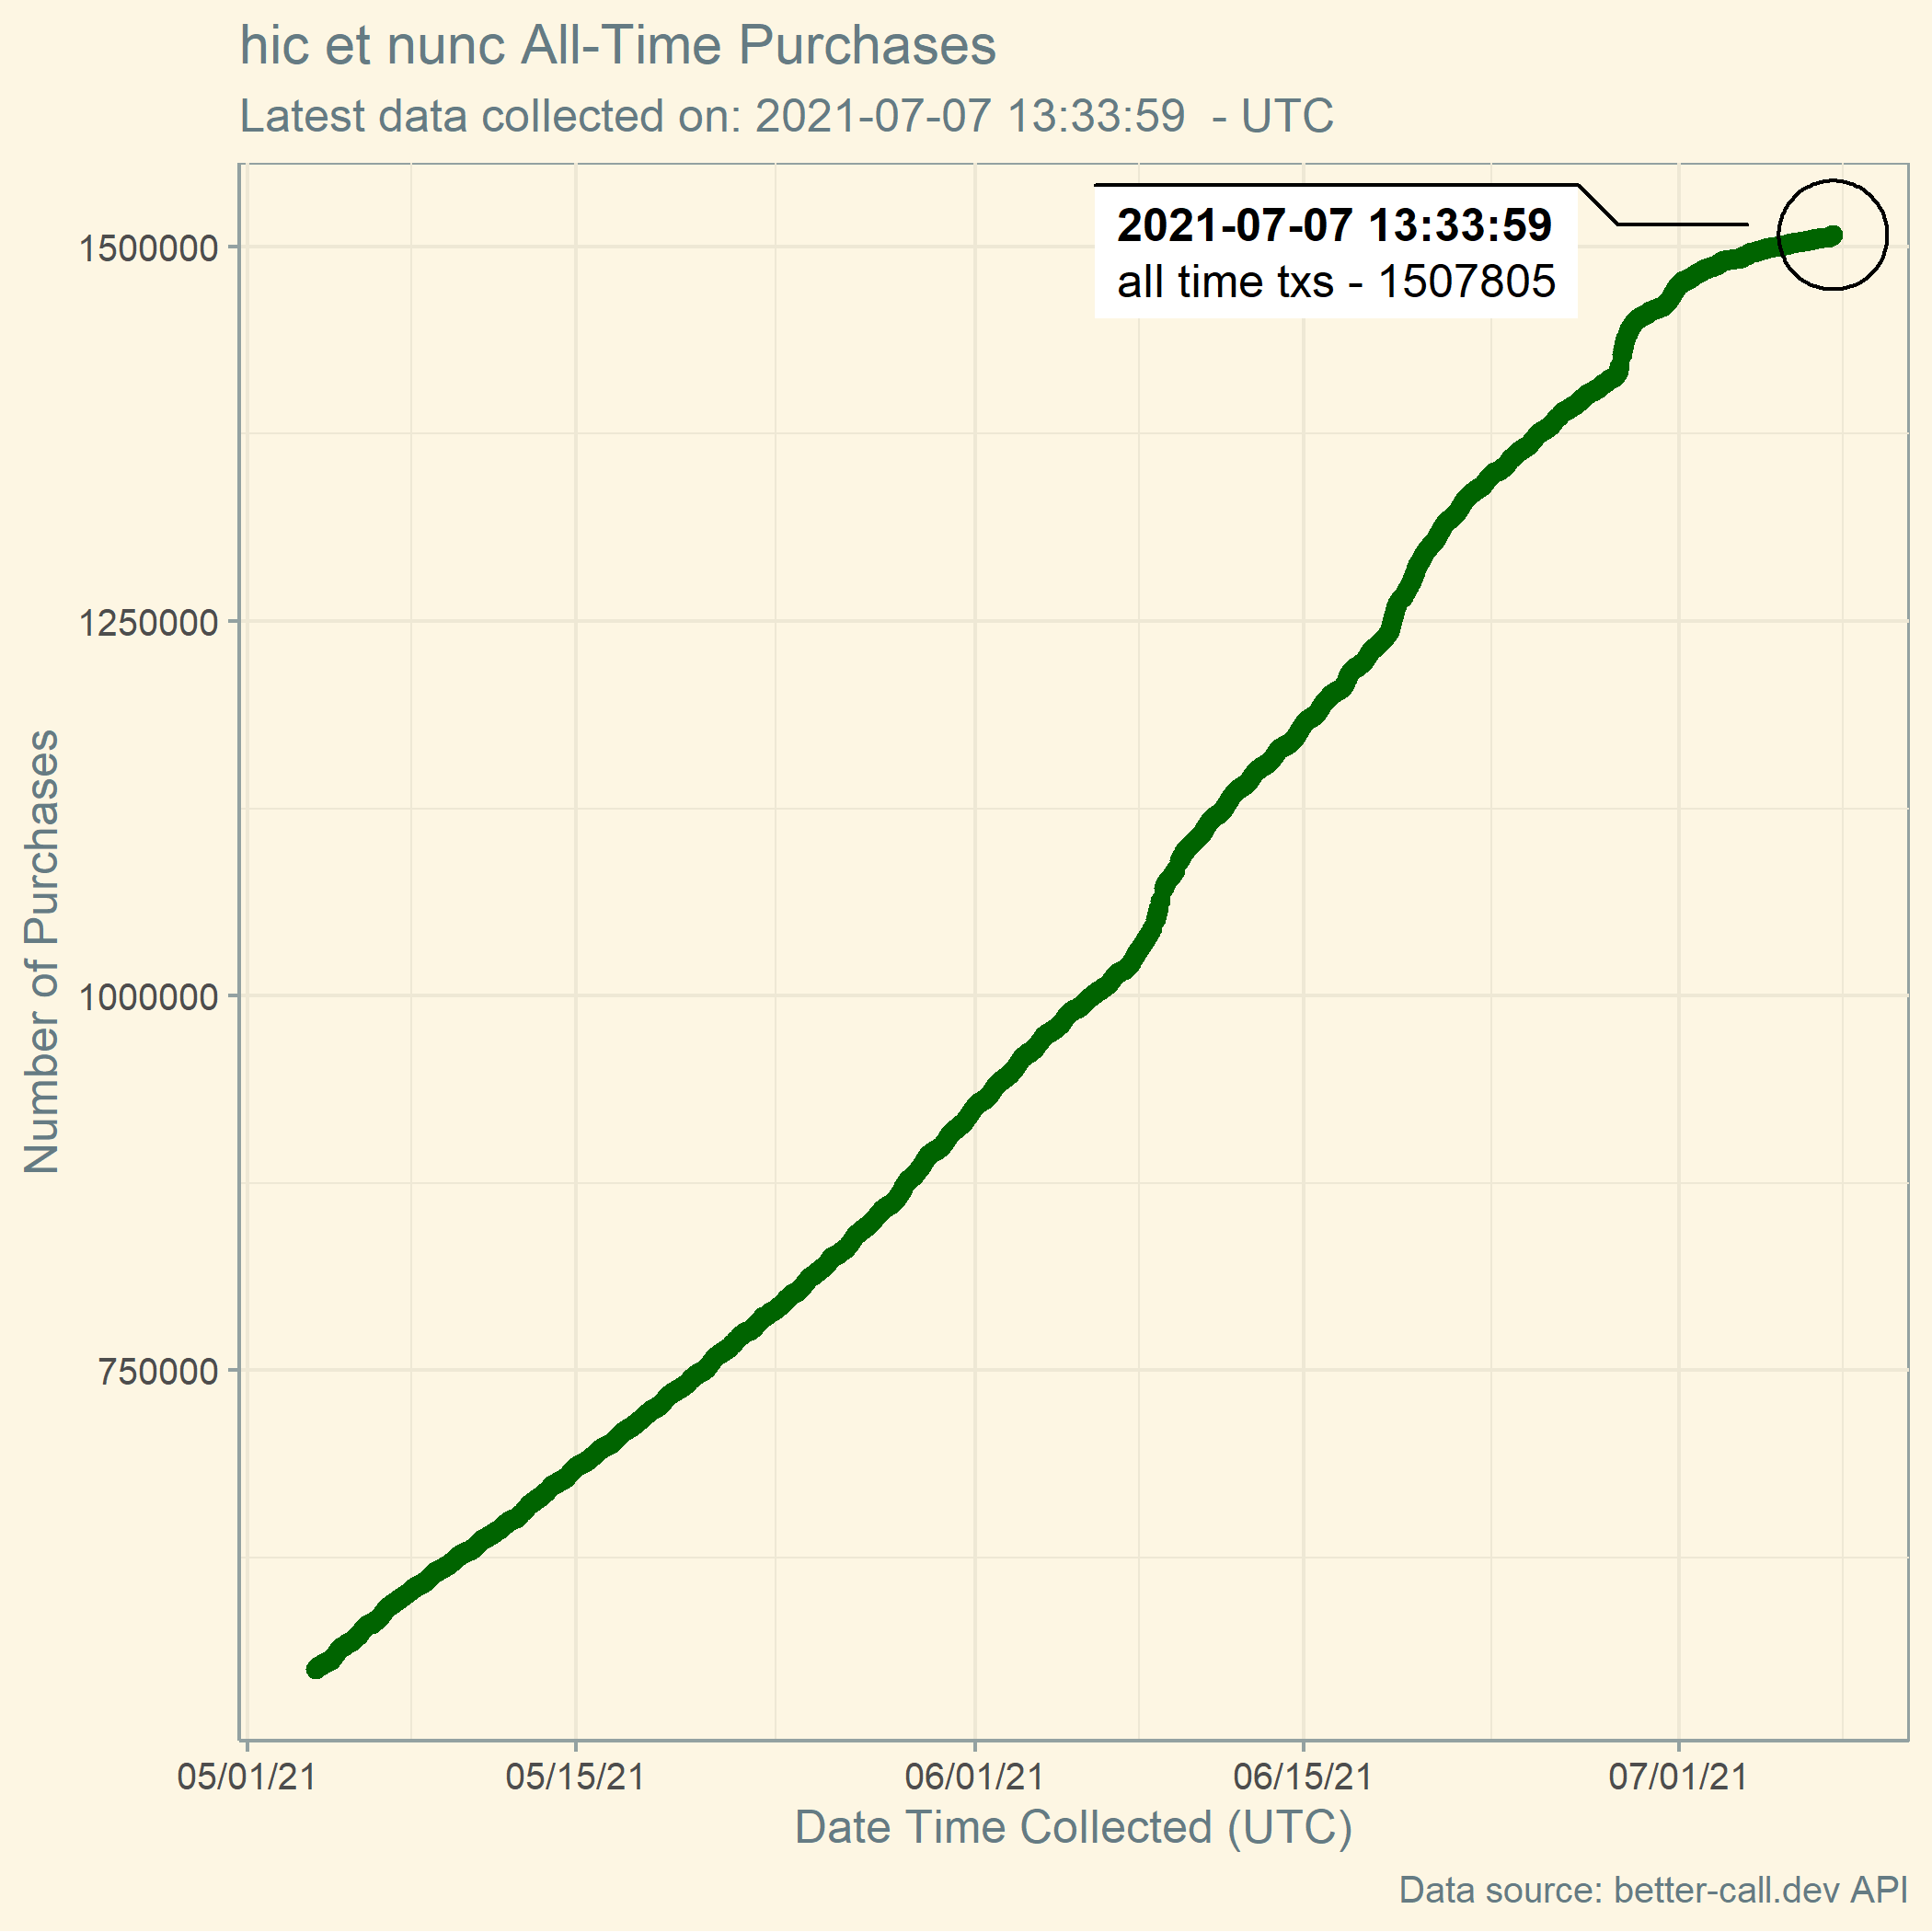 hic et nunc All-Time Purchases
Latest data collected on: 2021-07-07 13:33:59  - UTC
2021-07-07 13:33:59
all time txs - 1507805
Number of Purchases
1500000
1250000
1000000
750000
05/01/21
05/15/21
06/01/21
06/15/21
07/01/21
Date Time Collected (UTC)
Data source: better-call.dev API